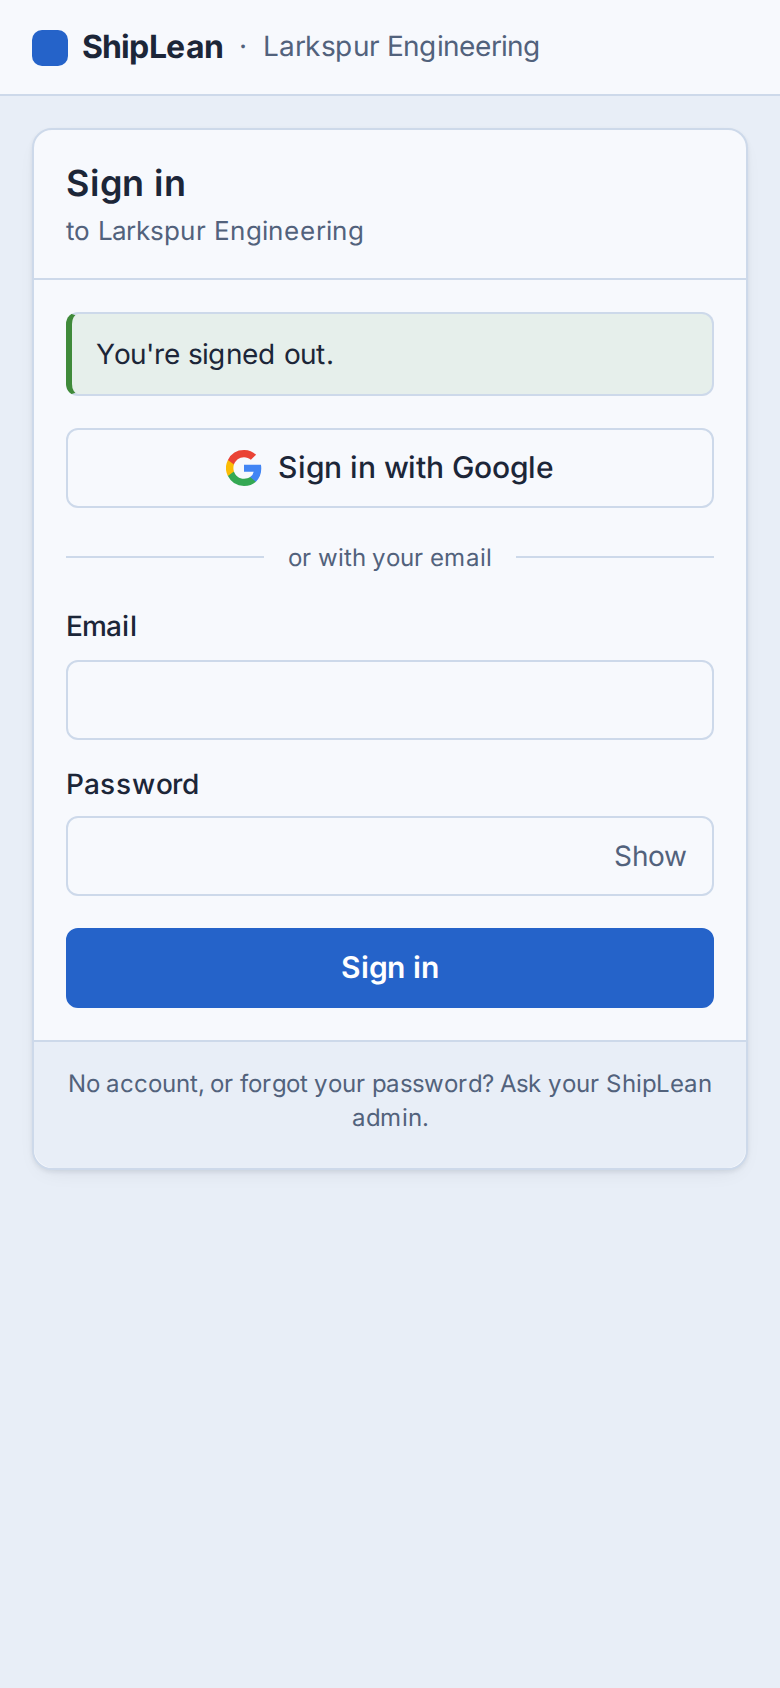 ShipLean · Larkspur Engineering
Sign in
to Larkspur Engineering
You're signed out.
Sign in with Google
or with your email
Email
Password
Show
Sign in
No account, or forgot your password? Ask your ShipLean
admin.